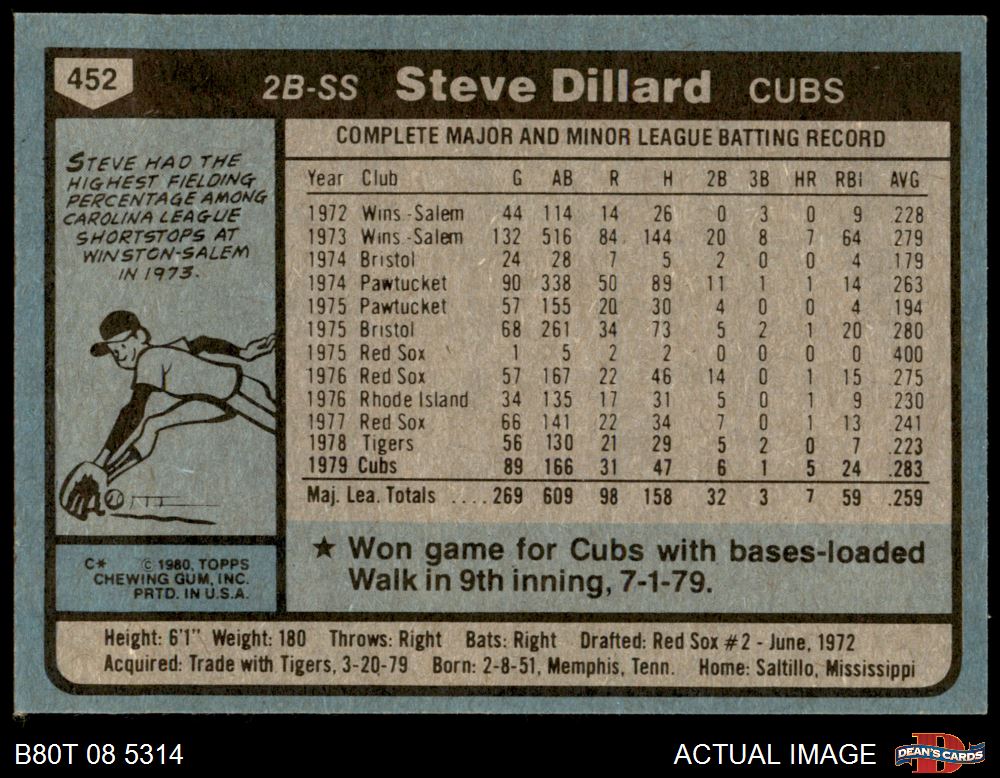 452
2B-SS Steve Dillard CUBS
STEVE HAD THE
HIGHEST FIELDING
PERCENTAGE AMONG
CAROLINA LEAGUE
SHORTSTOPS AT
WINSTON-SALEM
IN 1973.
COMPLETE MAJOR AND MINOR LEAGUE BATTING RECORD
Year Club G AB R H 2B 3B HR RBI AVG
1972 Wins.-Salem 44 114 14 26 0 3 0 9 .228
1973 Wins.-Salem 132 516 84 144 20 8 7 64 .279
1974 Bristol 24 28 7 5 2 0 0 4 .179
1974 Pawtucket 90 338 50 89 11 1 1 14 .263
1975 Pawtucket 57 155 20 30 4 0 0 4 .194
1975 Bristol 68 261 34 73 5 2 1 20 .280
1975 Red Sox 1 5 2 2 0 0 0 0 .400
1976 Red Sox 57 167 22 46 14 0 1 15 .275
1976 Rhode Island 34 135 17 31 5 0 1 9 .230
1977 Red Sox 66 141 22 34 7 0 1 13 .241
1978 Tigers 56 130 21 29 5 2 0 7 .223
1979 Cubs 89 166 31 47 6 1 5 24 .283
Maj. Lea. Totals ....269 609 98 158 32 3 7 59 .259
★ Won game for Cubs with bases-loaded
Walk in 9th inning, 7-1-79.
C* © 1980, TOPPS
CHEWING GUM, INC.
PRTD. IN U.S.A.
Height: 6'1" Weight: 180 Throws: Right Bats: Right Drafted: Red Sox #2 - June, 1972
Acquired: Trade with Tigers, 3-20-79 Born: 2-8-51, Memphis, Tenn. Home: Saltillo, Mississippi
B80T 08 5314 ACTUAL IMAGE
D
DEAN'S CARDS